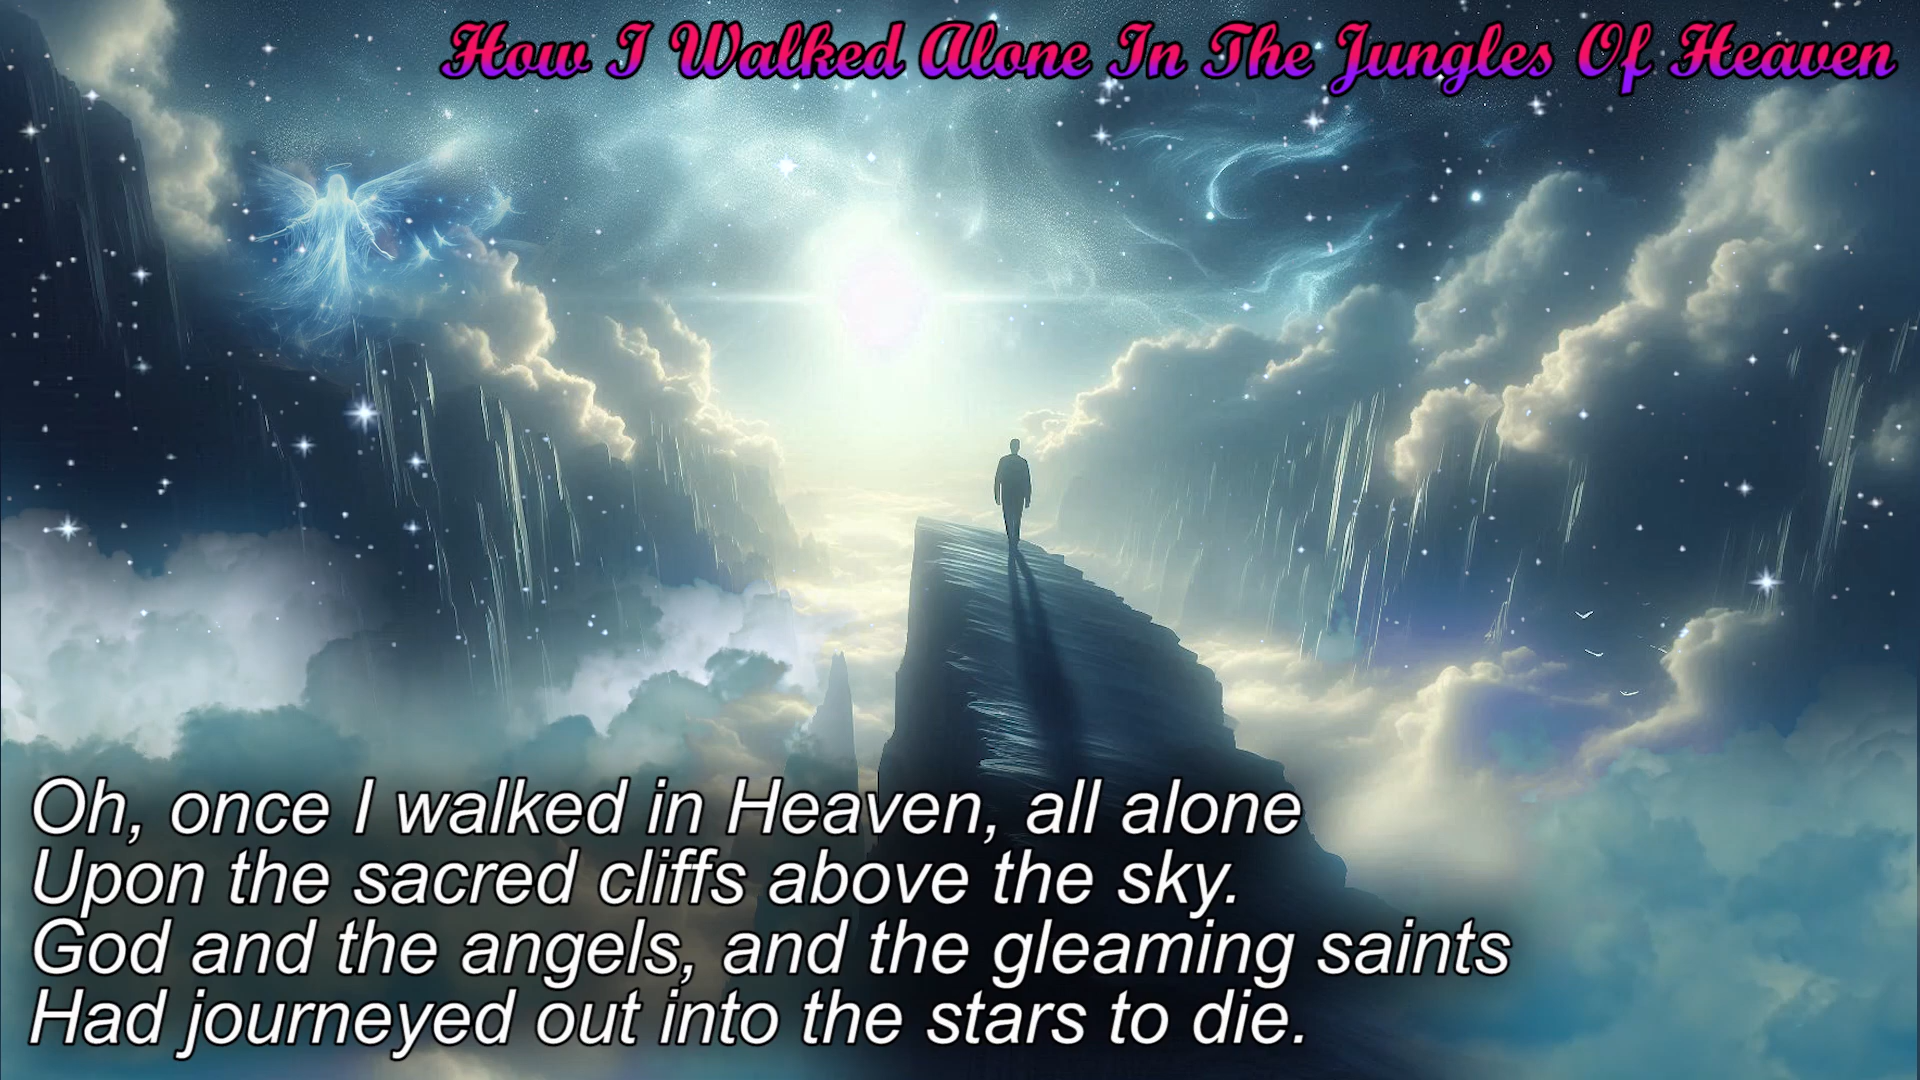 How I Walked Alone In The Jungles Of Heaven
Oh, once I walked in Heaven, all alone
Upon the sacred cliffs above the sky.
God and the angels, and the gleaming saints
Had journeyed out into the stars to die.